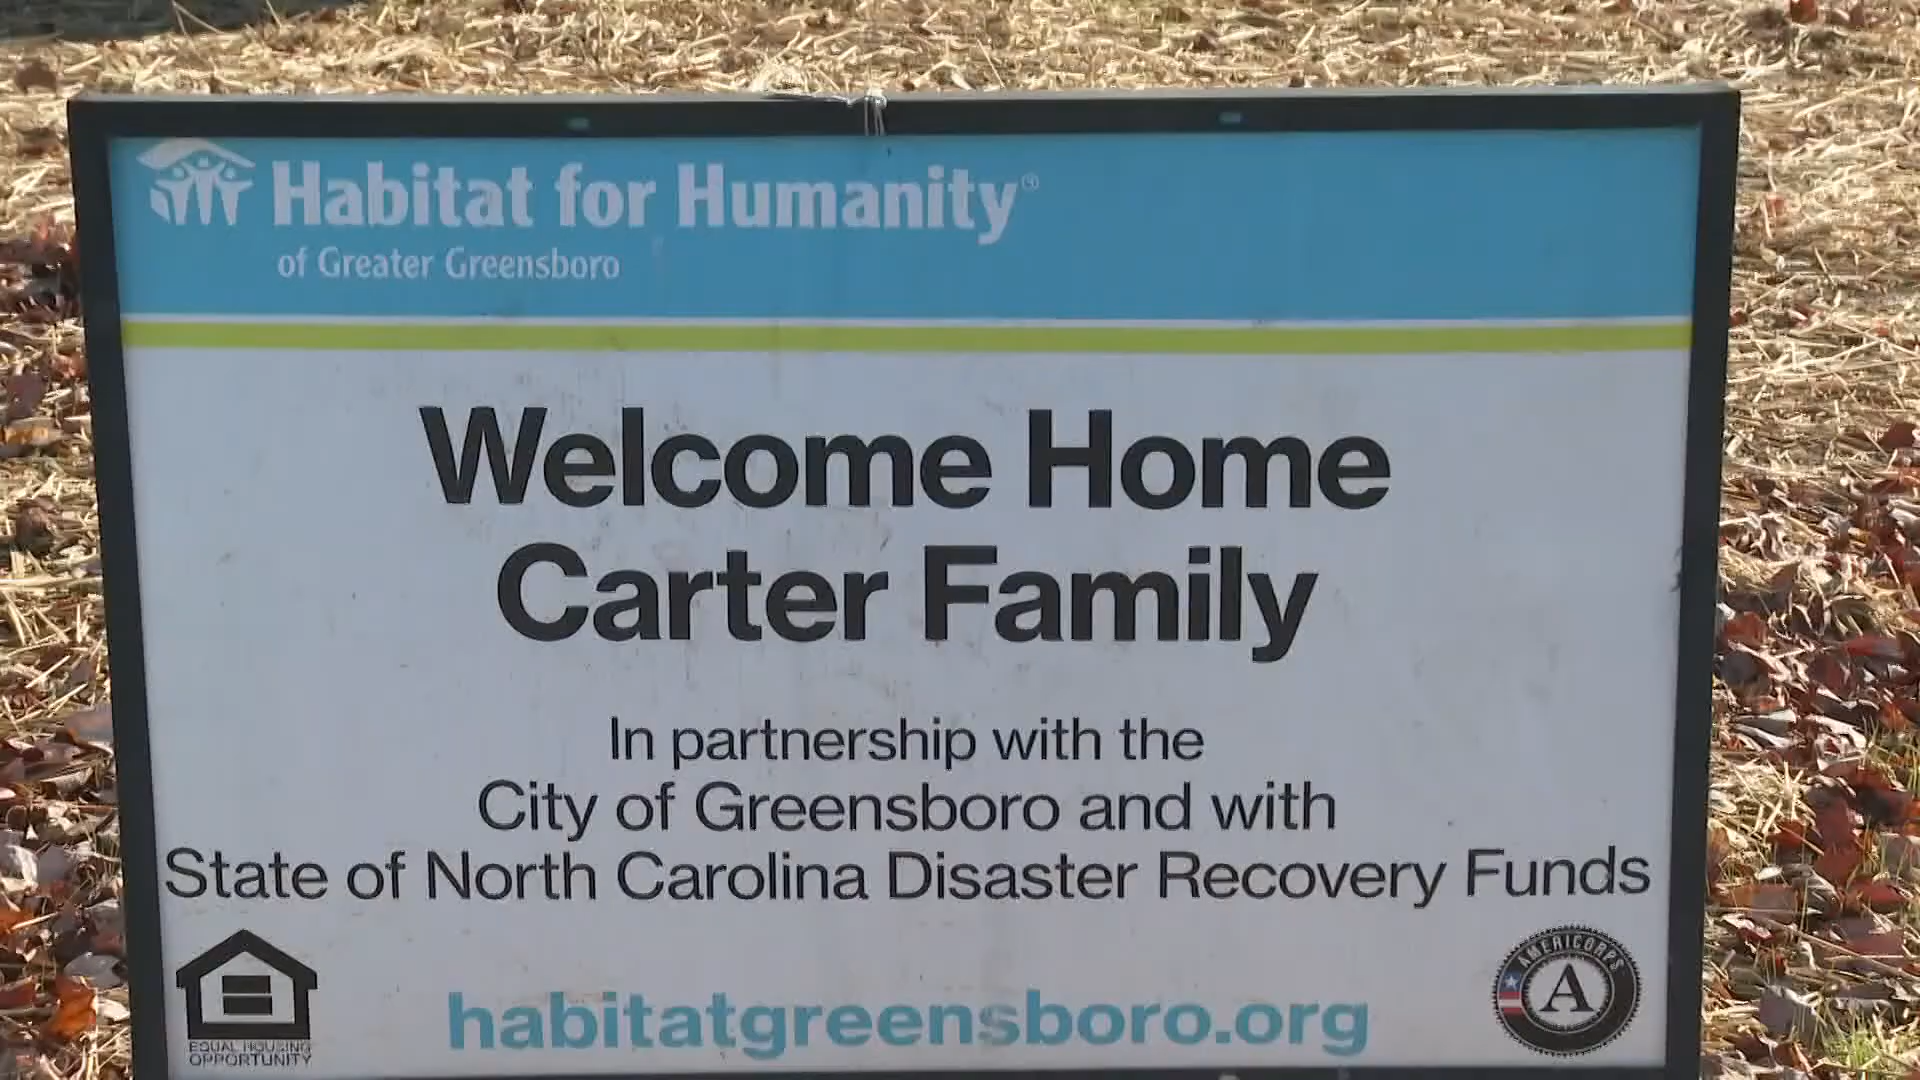 Habitat for Humanity®
of Greater Greensboro
Welcome Home
Carter Family
In partnership with the
City of Greensboro and with
State of North Carolina Disaster Recovery Funds
EQUAL HOUSING
OPPORTUNITY
habitatgreensboro.org
AMERICORPS
A